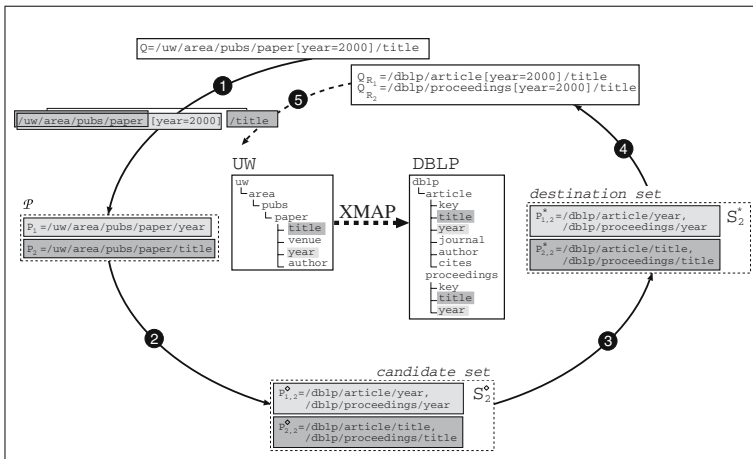 Q=/uw/area/pubs/paper[year=2000]/title
Q_R1=/dblp/article[year=2000]/title
Q_R2=/dblp/proceedings[year=2000]/title
1
5
/uw/area/pubs/paper [year=2000] /title
4
UW
DBLP
uw
area
pubs
paper
title
venue
year
author
XMAP
dblp
article
key
title
year
journal
author
cites
proceedings
key
title
year
destination set
P*1,2=/dblp/article/year,
/dblp/proceedings/year
S*2
P*2,2=/dblp/article/title,
/dblp/proceedings/title
𝒫
P1=/uw/area/pubs/paper/year
P2=/uw/area/pubs/paper/title
2
3
candidate set
P◇1,2=/dblp/article/year,
/dblp/proceedings/year
S◇2
P◇2,2=/dblp/article/title,
/dblp/proceedings/title